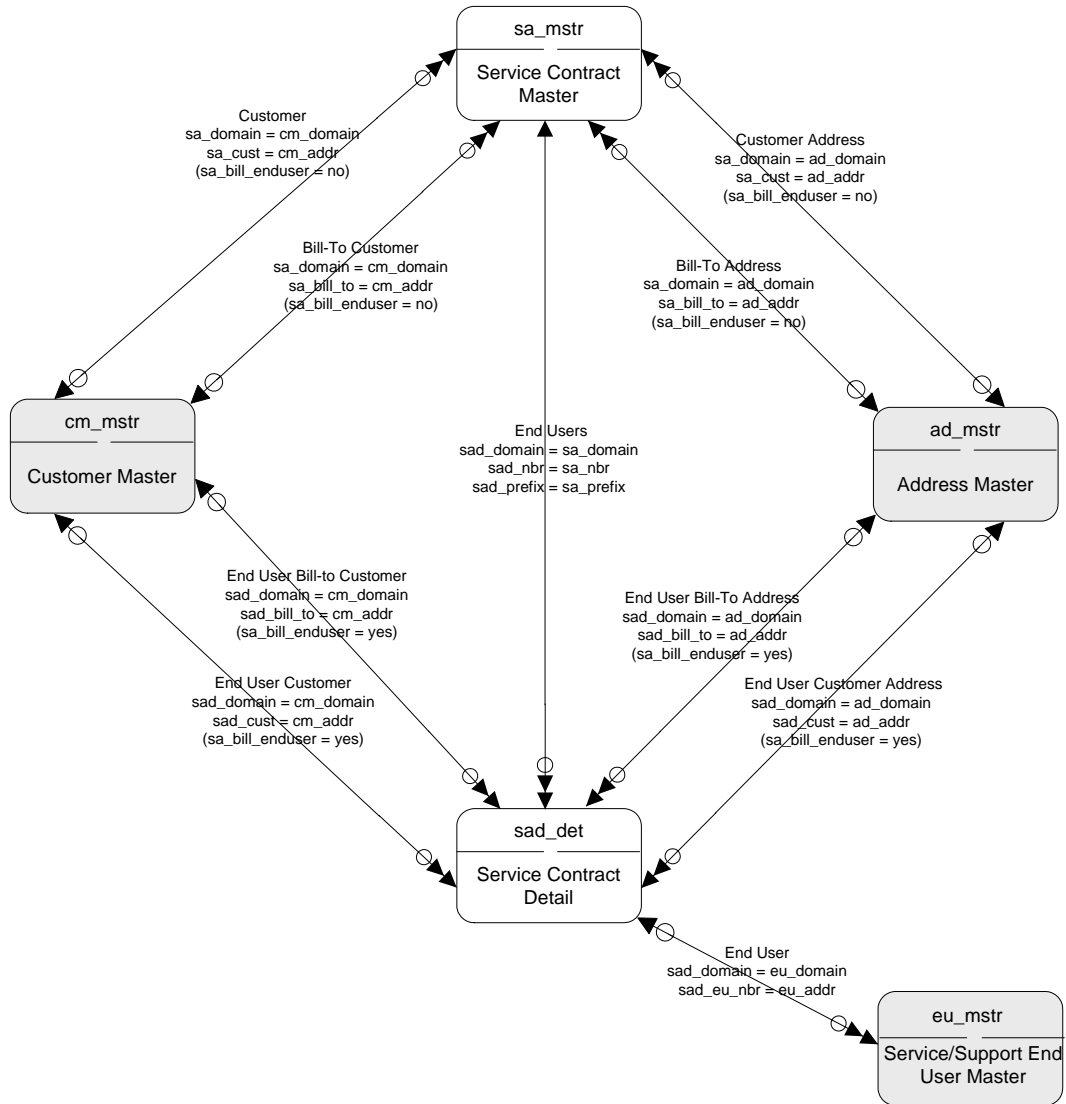 sa_mstr
Service Contract
Master
Customer
sa_domain = cm_domain
sa_cust = cm_addr
(sa_bill_enduser = no)
Customer Address
sa_domain = ad_domain
sa_cust = ad_addr
(sa_bill_enduser = no)
Bill-To Customer
sa_domain = cm_domain
sa_bill_to = cm_addr
(sa_bill_enduser = no)
Bill-To Address
sa_domain = ad_domain
sa_bill_to = ad_addr
(sa_bill_enduser = no)
cm_mstr
Customer Master
End Users
sad_domain = sa_domain
sad_nbr = sa_nbr
sad_prefix = sa_prefix
ad_mstr
Address Master
End User Bill-to Customer
sad_domain = cm_domain
sad_bill_to = cm_addr
(sa_bill_enduser = yes)
End User Bill-To Address
sad_domain = ad_domain
sad_bill_to = ad_addr
(sa_bill_enduser = yes)
End User Customer
sad_domain = cm_domain
sad_cust = cm_addr
(sa_bill_enduser = yes)
End User Customer Address
sad_domain = ad_domain
sad_cust = ad_addr
(sa_bill_enduser = yes)
sad_det
Service Contract
Detail
End User
sad_domain = eu_domain
sad_eu_nbr = eu_addr
eu_mstr
Service/Support End
User Master